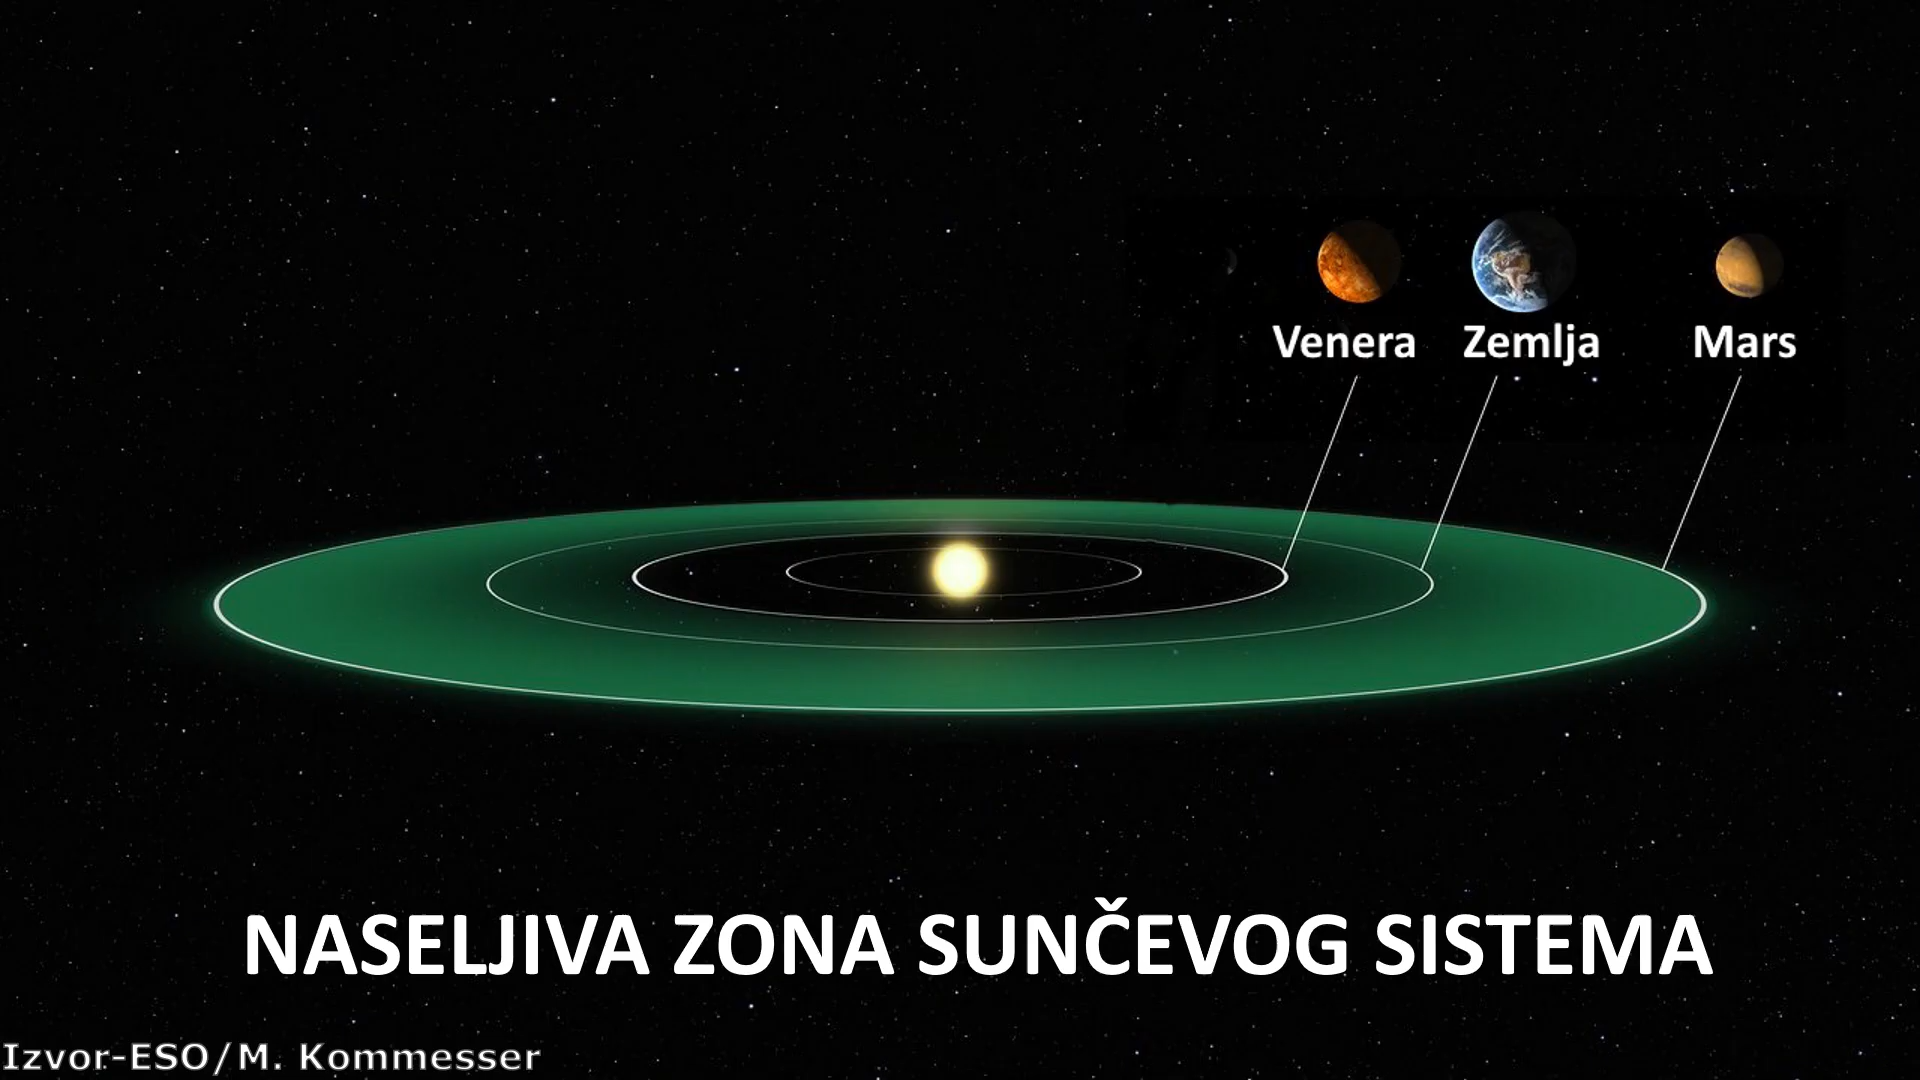 Venera Zemlja Mars
NASELJIVA ZONA SUNČEVOG SISTEMA
Izvor-ESO/M. Kommesser